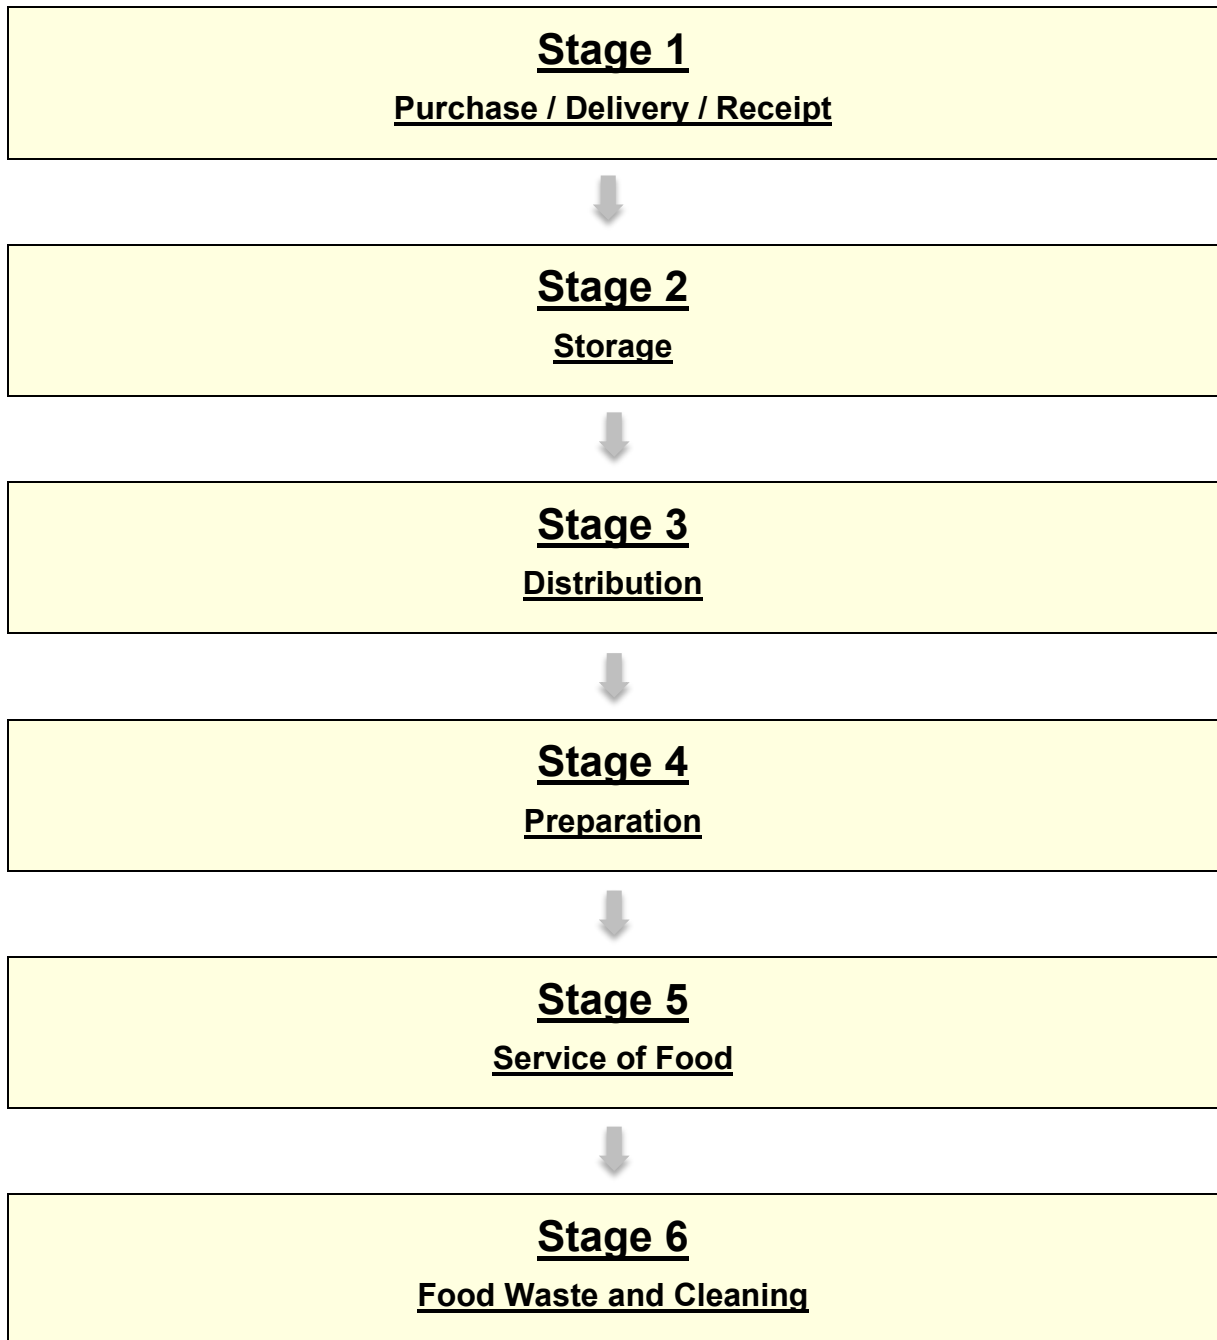 Stage 1
Purchase / Delivery / Receipt
Stage 2
Storage
Stage 3
Distribution
Stage 4
Preparation
Stage 5
Service of Food
Stage 6
Food Waste and Cleaning